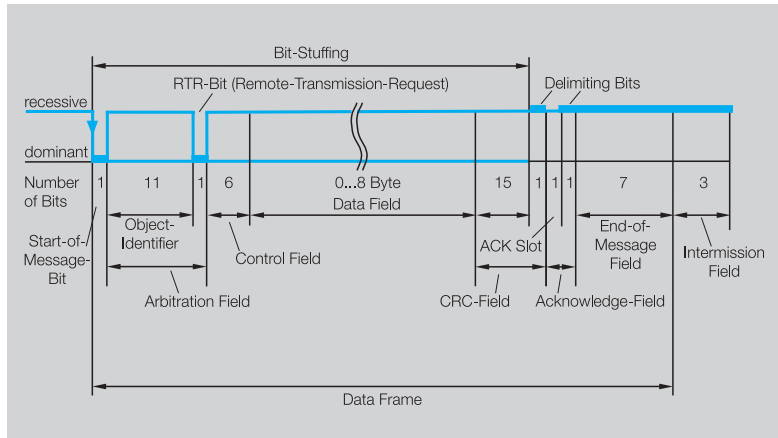 Bit-Stuffing
RTR-Bit (Remote-Transmission-Request)
Delimiting Bits
recessive
dominant
Number
of Bits
1
11
1
6
0...8 Byte
15
1
1
1
7
3
Data Field
Start-of-
Message-
Bit
Object-
Identifier
Control Field
ACK Slot
End-of-
Message
Field
Intermission
Field
Arbitration Field
CRC-Field
Acknowledge-Field
Data Frame